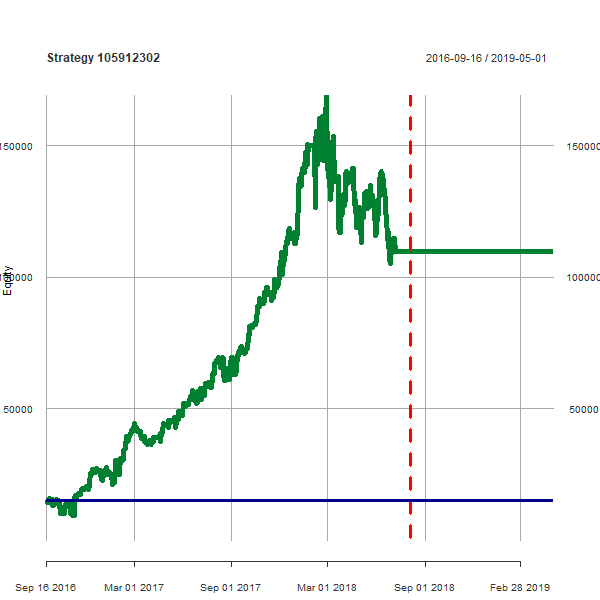 Strategy 105912302
2016-09-16 / 2019-05-01
150000 150000
100000 100000
50000 50000
Equity
Sep 16 2016 Mar 01 2017 Sep 01 2017 Mar 01 2018 Sep 01 2018 Feb 28 2019